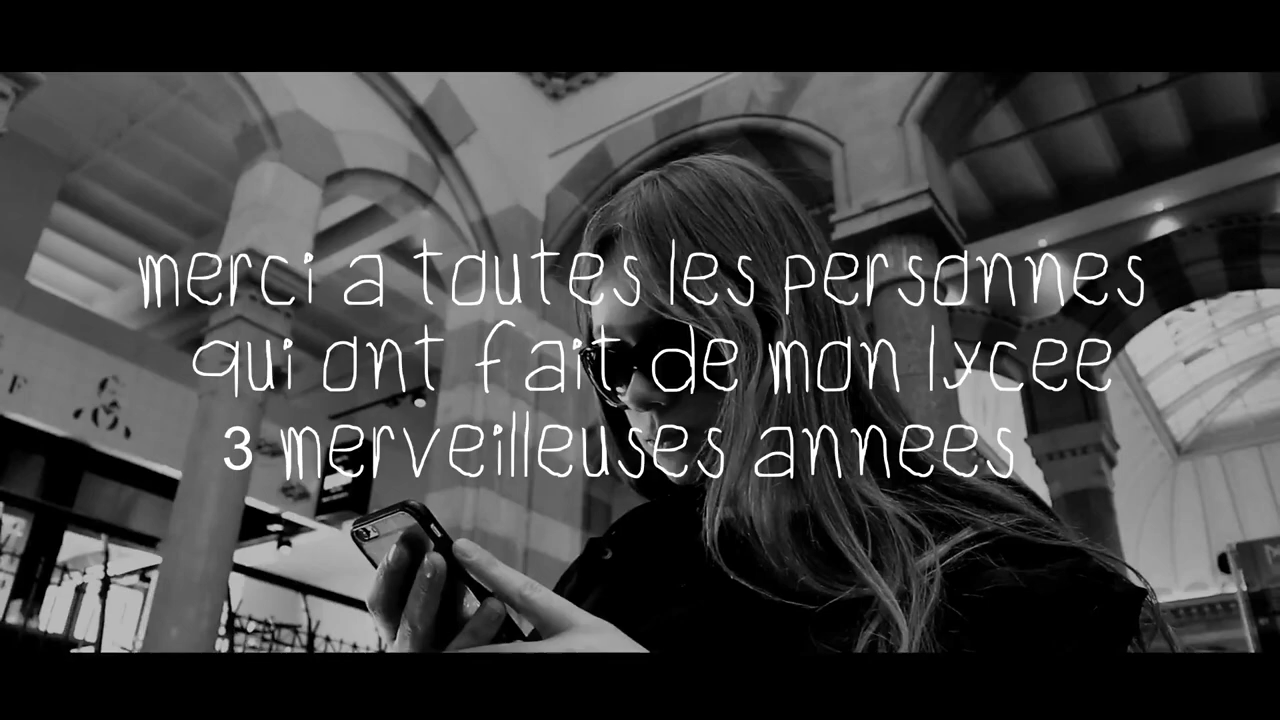 merci a toutes les personnes
qui ont fait de mon lycee
3 merveilleuses annees